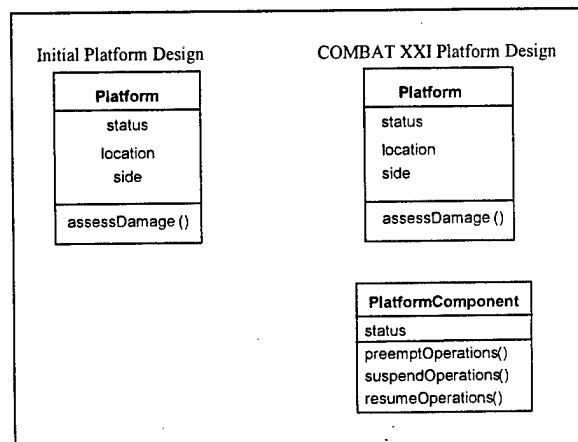 Initial Platform Design
Platform
status
location
side
assessDamage ()
COMBAT XXI Platform Design
Platform
status
location
side
assessDamage ()
PlatformComponent
status
preemptOperations()
suspendOperations()
resumeOperations()